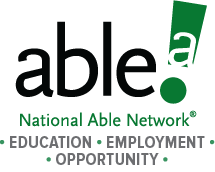 able!
a
National Able Network®
• EDUCATION • EMPLOYMENT •
• OPPORTUNITY •